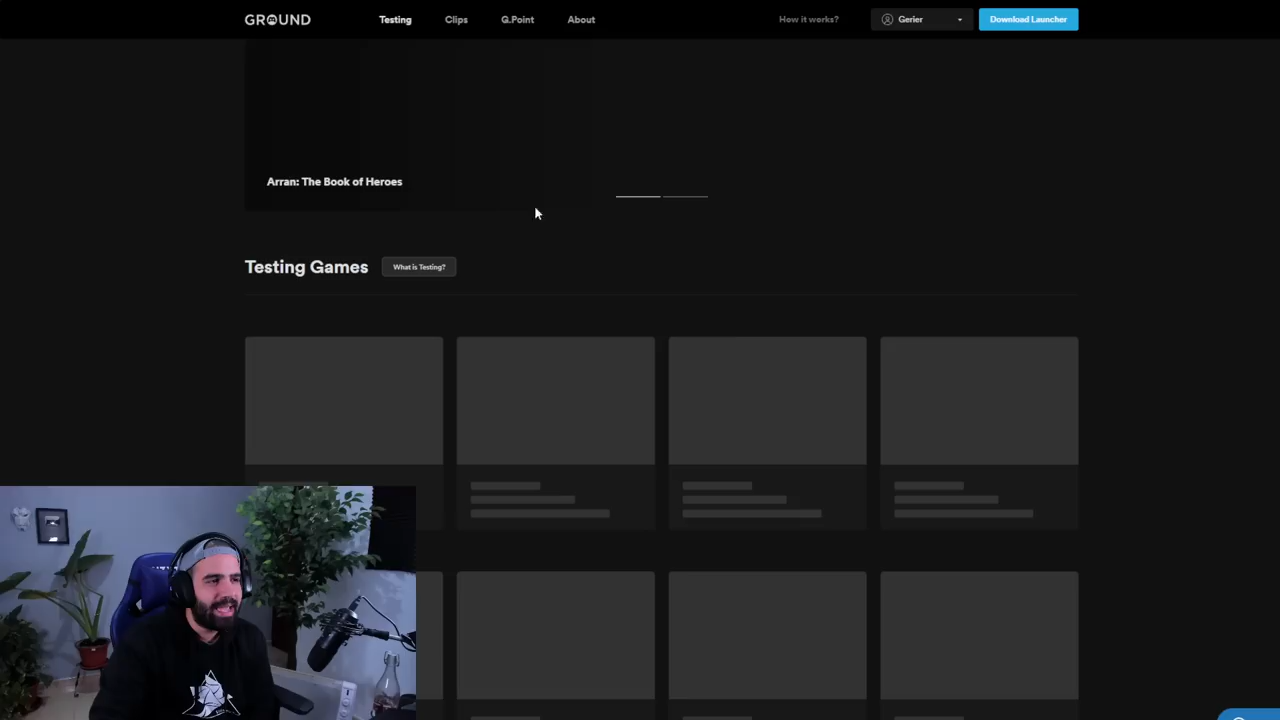 GROUND
Testing
Clips
G.Point
About
How it works?
Gerier
Download Launcher
Arran: The Book of Heroes
Testing Games
What is Testing?